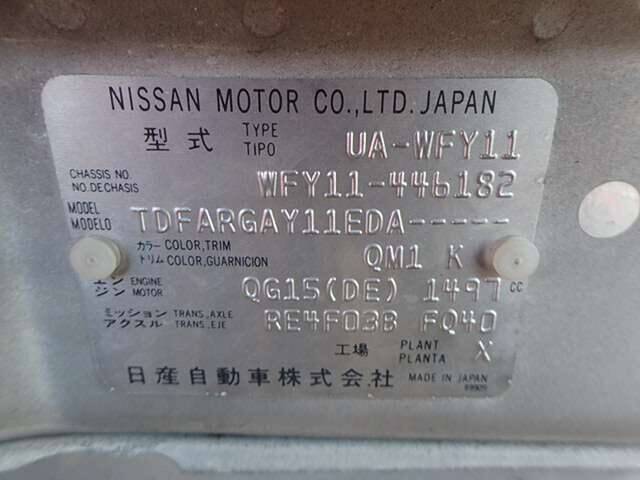 NISSAN MOTOR CO.,LTD. JAPAN
型式 TYPE TIPO UA-WFY11
CHASSIS NO. NO. DE CHASIS WFY11-446182
MODEL MODELO TDFARGAY11EDA-----
カラー COLOR,TRIM
トリム COLOR,GUARNICION QM1 K
エンジン ENGINE MOTOR QG15(DE) 1497 CC
ミッション TRANS,AXLE
アクスル TRANS,EJE RE4F03B FQ40
工場 PLANT PLANTA X
日産自動車株式会社 MADE IN JAPAN